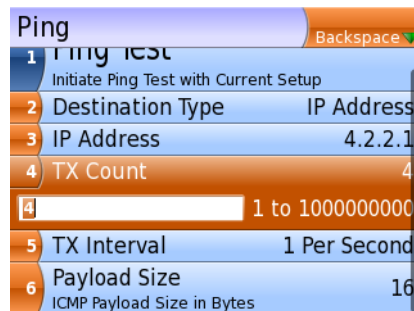 Ping
Backspace
1 Ping Test
Initiate Ping Test with Current Setup
2 Destination Type IP Address
3 IP Address 4.2.2.1
4 TX Count 4
4 1 to 1000000000
5 TX Interval 1 Per Second
6 Payload Size 16
ICMP Payload Size in Bytes